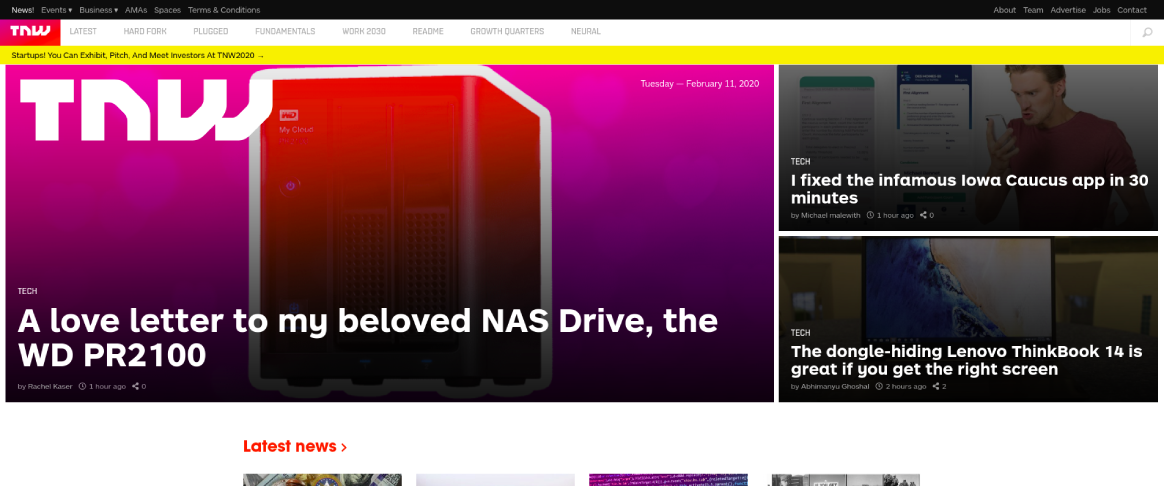 News! Events ▾ Business ▾ AMAs Spaces Terms & Conditions About Team Advertise Jobs Contact
TNW LATEST HARD FORK PLUGGED FUNDAMENTALS WORK 2030 README GROWTH QUARTERS NEURAL
Startups! You Can Exhibit, Pitch, And Meet Investors At TNW2020 →
TNW
Tuesday — February 11, 2020
WD
My Cloud
TECH
A love letter to my beloved NAS Drive, the
WD PR2100
by Rachel Kaser 1 hour ago 0
TECH
I fixed the infamous Iowa Caucus app in 30
minutes
by Michael malewith 1 hour ago 0
TECH
The dongle-hiding Lenovo ThinkBook 14 is
great if you get the right screen
by Abhimanyu Ghoshal 2 hours ago 2
Latest news ›